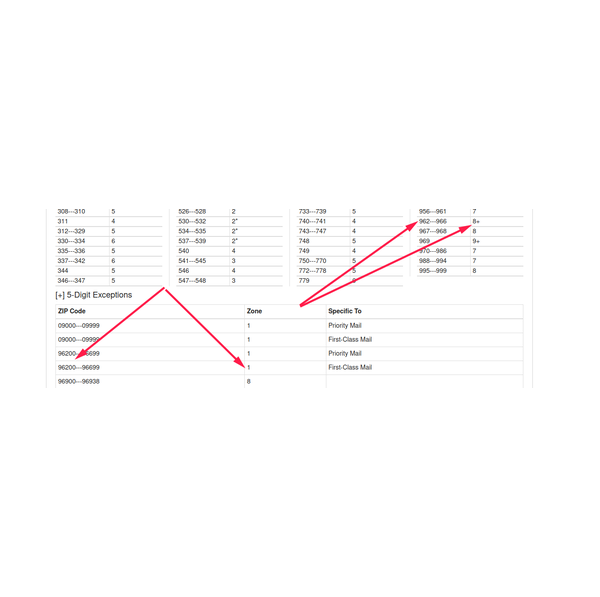 308---310 5 526---528 2 733---739 5 956---961 7
311 4 530---532 2* 740---741 4 962---966 8+
312---329 5 534---535 2* 743---747 4 967---968 8
330---334 6 537---539 2* 748 5 969 9+
335---336 5 540 4 749 4 970---986 7
337---342 6 541---545 3 750---770 5 988---994 7
344 5 546 4 772---778 5 995---999 8
346---347 5 547---548 3 779
[+] 5-Digit Exceptions
ZIP Code Zone Specific To
09000---09999 1 Priority Mail
09000---09999 1 First-Class Mail
96200---96699 1 Priority Mail
96200---96699 1 First-Class Mail
96900---96938 8